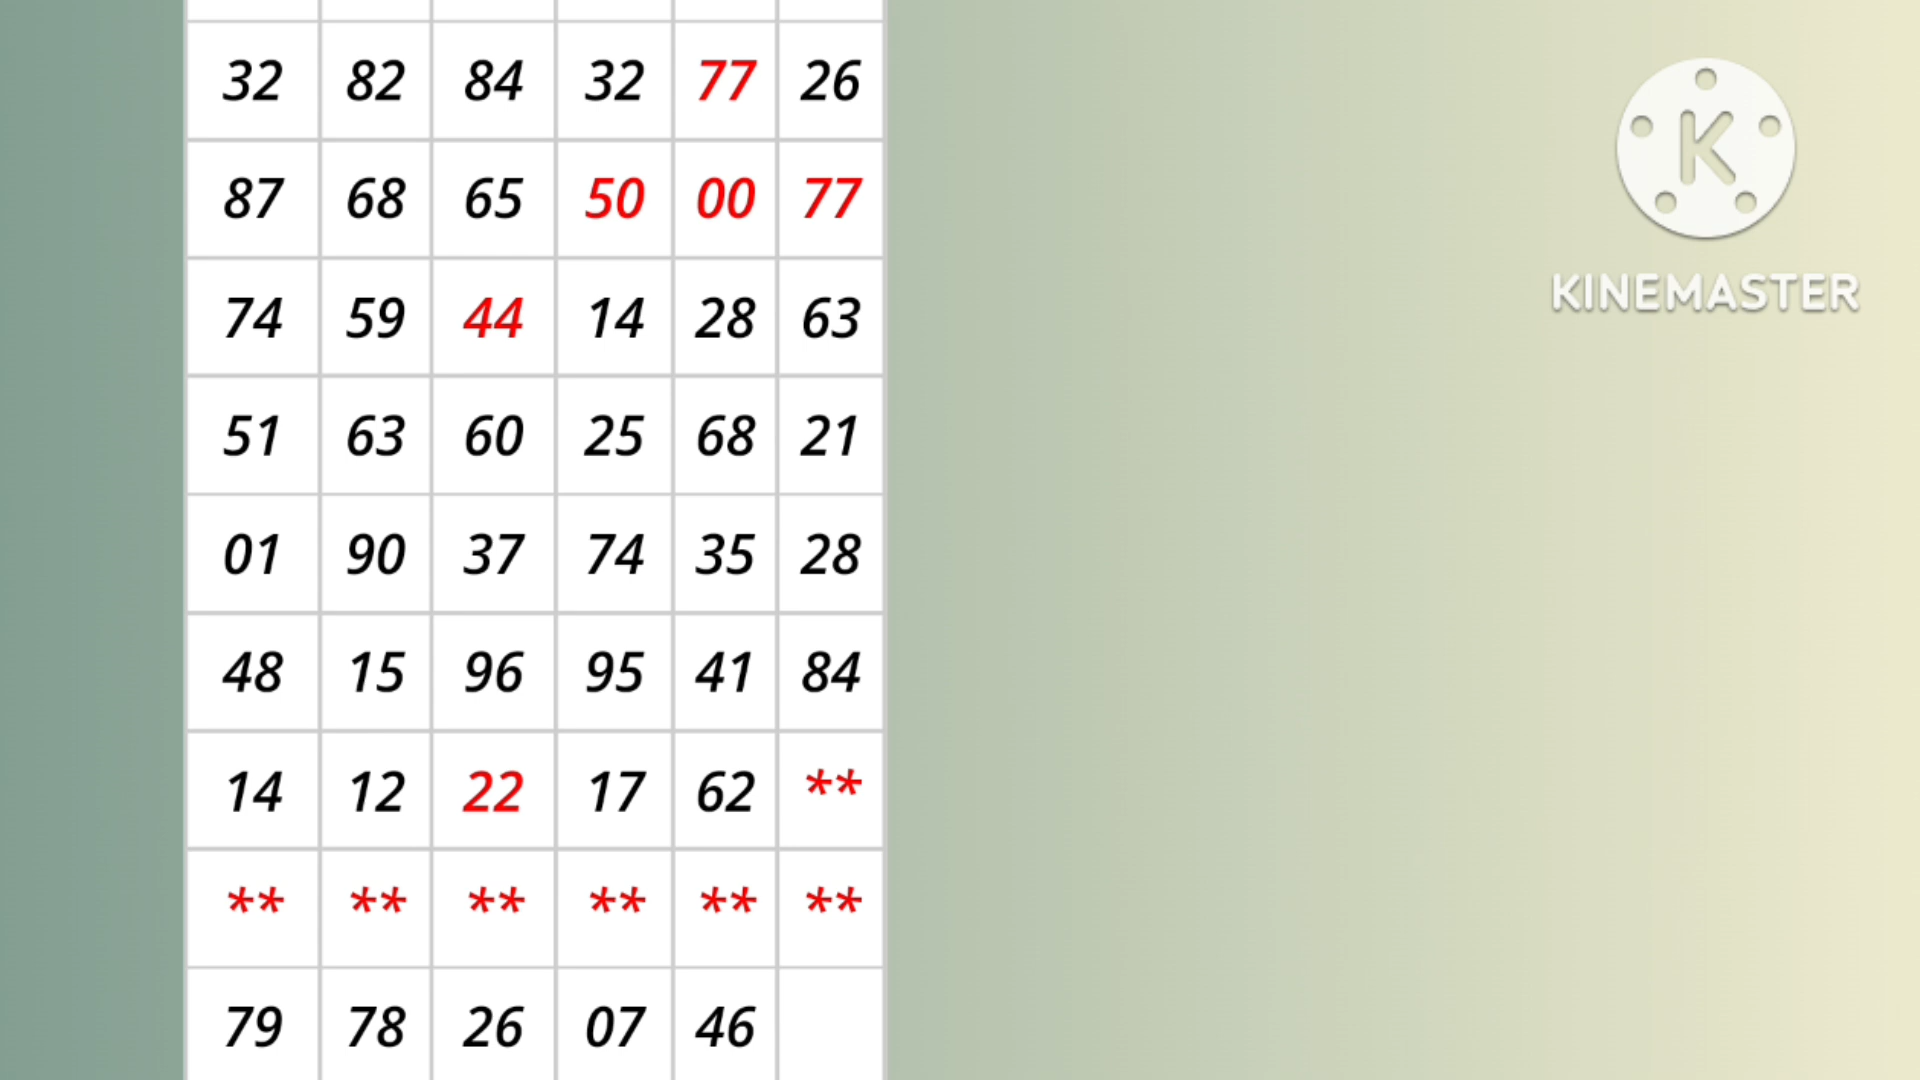 32 82 84 32 77 26
87 68 65 50 00 77
74 59 44 14 28 63
51 63 60 25 68 21
01 90 37 74 35 28
48 15 96 95 41 84
14 12 22 17 62 **
** ** ** ** ** **
79 78 26 07 46
K
KINEMASTER